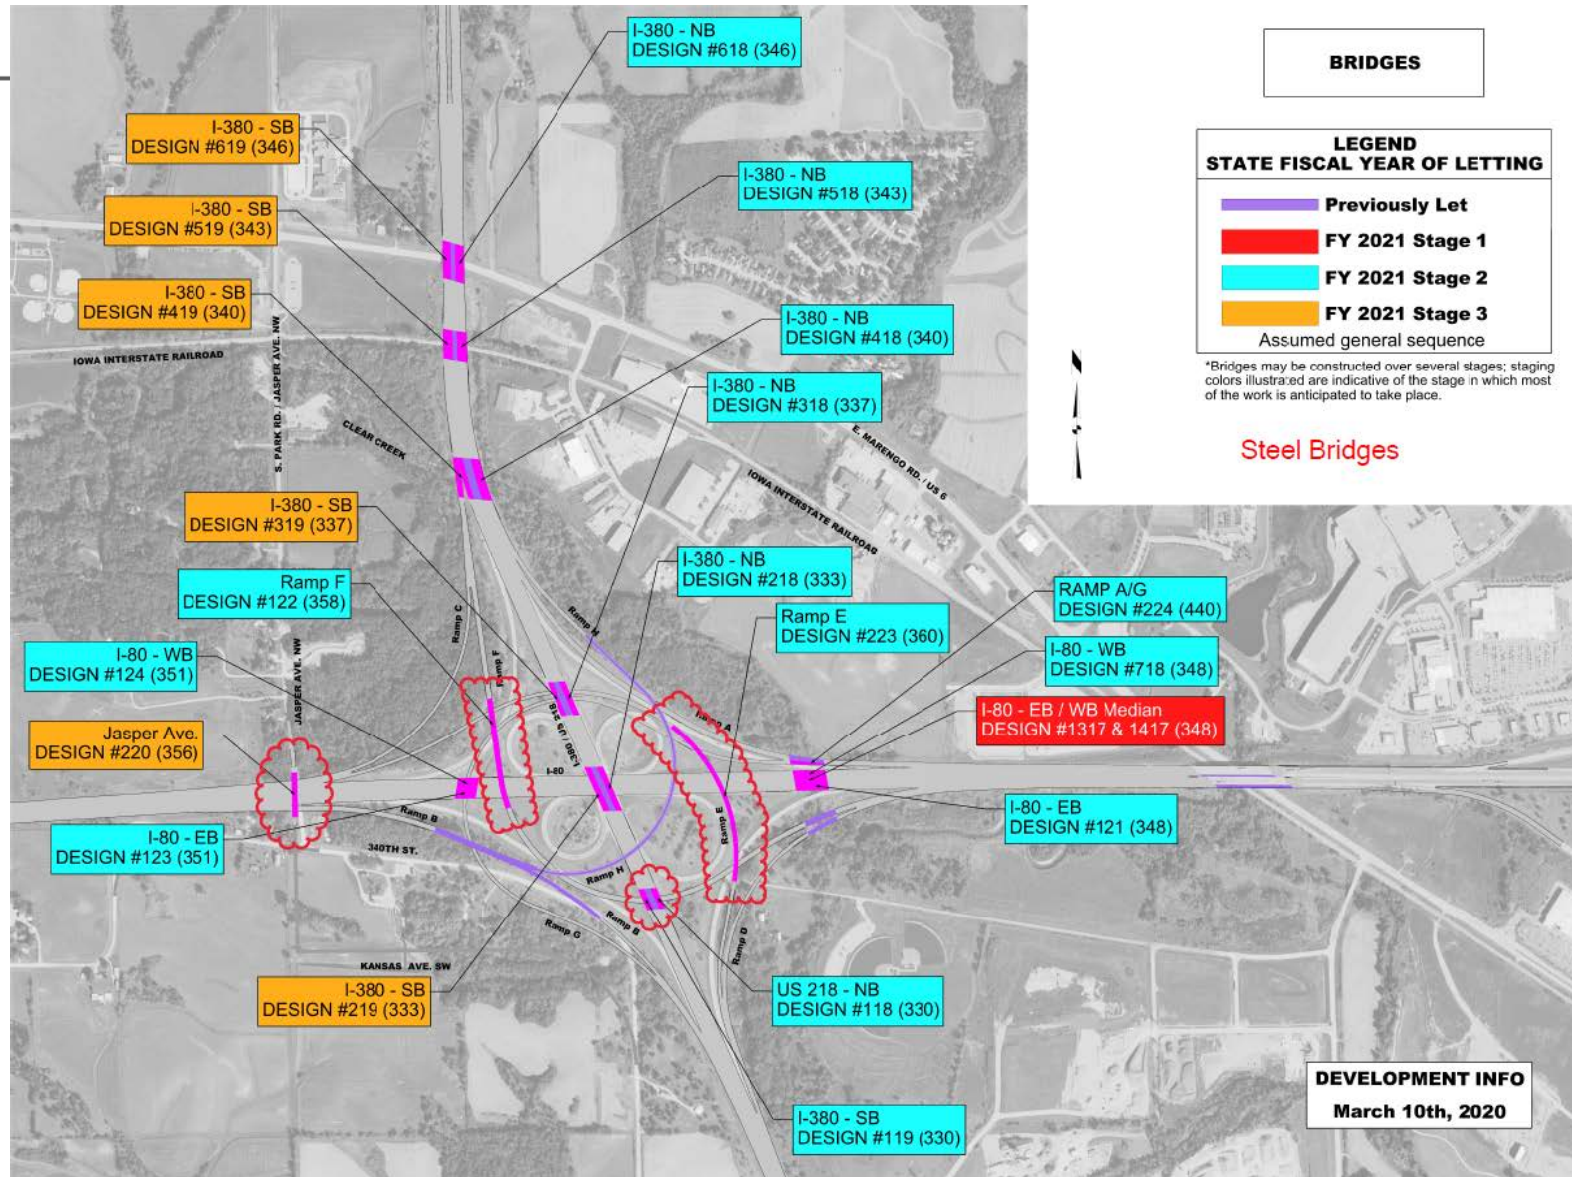 I-380 - NB
DESIGN #618 (346)
BRIDGES
I-380 - SB
DESIGN #619 (346)
LEGEND
STATE FISCAL YEAR OF LETTING
Previously Let
FY 2021 Stage 1
FY 2021 Stage 2
FY 2021 Stage 3
Assumed general sequence
*Bridges may be constructed over several stages; staging
colors illustrated are indicative of the stage in which most
of the work is anticipated to take place.
Steel Bridges
I-380 - NB
DESIGN #518 (343)
I-380 - SB
DESIGN #519 (343)
I-380 - SB
DESIGN #419 (340)
I-380 - NB
DESIGN #418 (340)
IOWA INTERSTATE RAILROAD
S. PARK RD. / JASPER AVE. NW
I-380 - NB
DESIGN #318 (337)
CLEAR CREEK
E. MARENGO RD. / US 6
IOWA INTERSTATE RAILROAD
I-380 - SB
DESIGN #319 (337)
I-380 - NB
DESIGN #218 (333)
Ramp F
DESIGN #122 (358)
RAMP A/G
DESIGN #224 (440)
Ramp E
DESIGN #223 (360)
Ramp C
Ramp H
I-80 - WB
DESIGN #124 (351)
JASPER AVE. NW
Ramp F
I-80 - WB
DESIGN #718 (348)
I-80 - EB / WB Median
DESIGN #1317 & 1417 (348)
I-380 / US 218
Jasper Ave.
DESIGN #220 (356)
I-80
Ramp B
Ramp E
I-80 - EB
DESIGN #121 (348)
I-80 - EB
DESIGN #123 (351)
340TH ST.
Ramp H
Ramp G
Ramp B
Ramp D
KANSAS AVE. SW
I-380 - SB
DESIGN #219 (333)
US 218 - NB
DESIGN #118 (330)
DEVELOPMENT INFO
March 10th, 2020
I-380 - SB
DESIGN #119 (330)